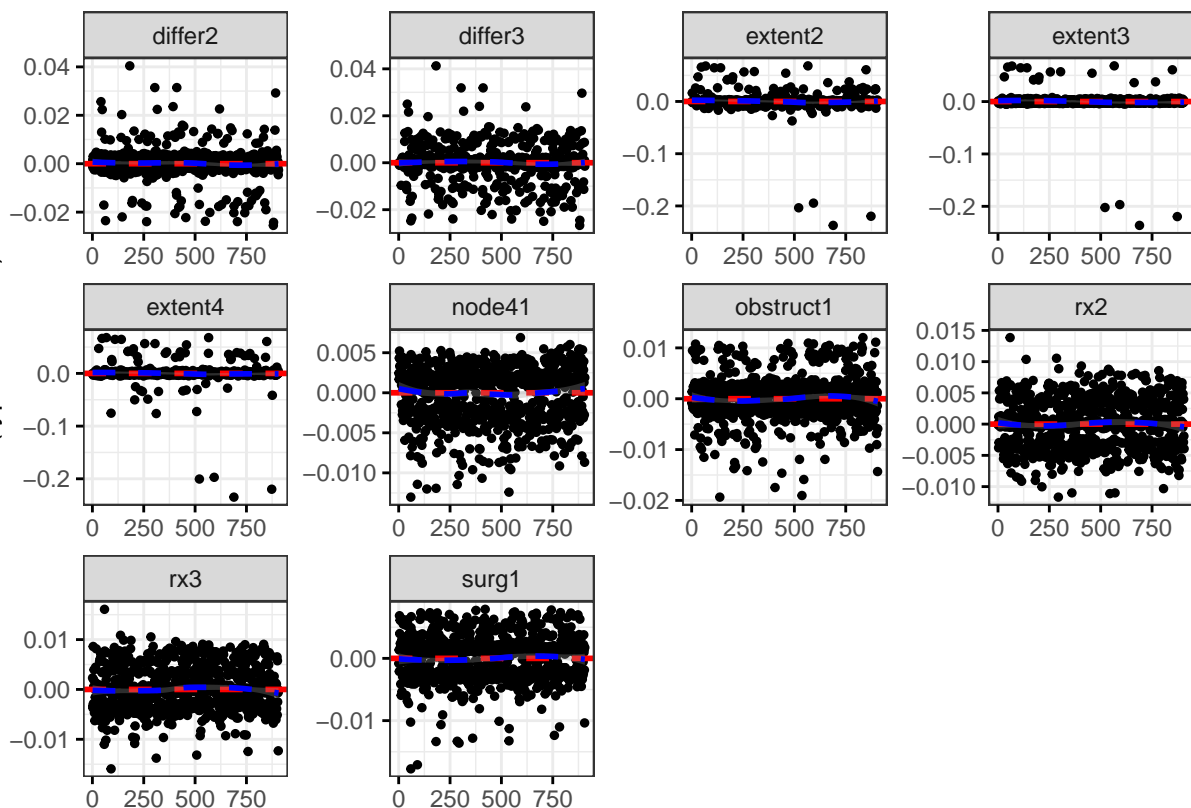 differ2 differ3 extent2 extent3
0.04 0.04 0.0 0.0
0.02 0.02 −0.1 −0.1
0.00 0.00 −0.2 −0.2
−0.02 −0.02
0 250 500 750 0 250 500 750 0 250 500 750 0 250 500 750
extent4 node41 obstruct1 rx2
0.0 0.005 0.01 0.015
−0.1 0.000 0.00 0.010
−0.2 −0.005 −0.01 0.005
−0.010 −0.02 0.000
−0.005
−0.010
0 250 500 750 0 250 500 750 0 250 500 750 0 250 500 750
rx3 surg1
0.01 0.00
0.00 −0.01
−0.01
0 250 500 750 0 250 500 750